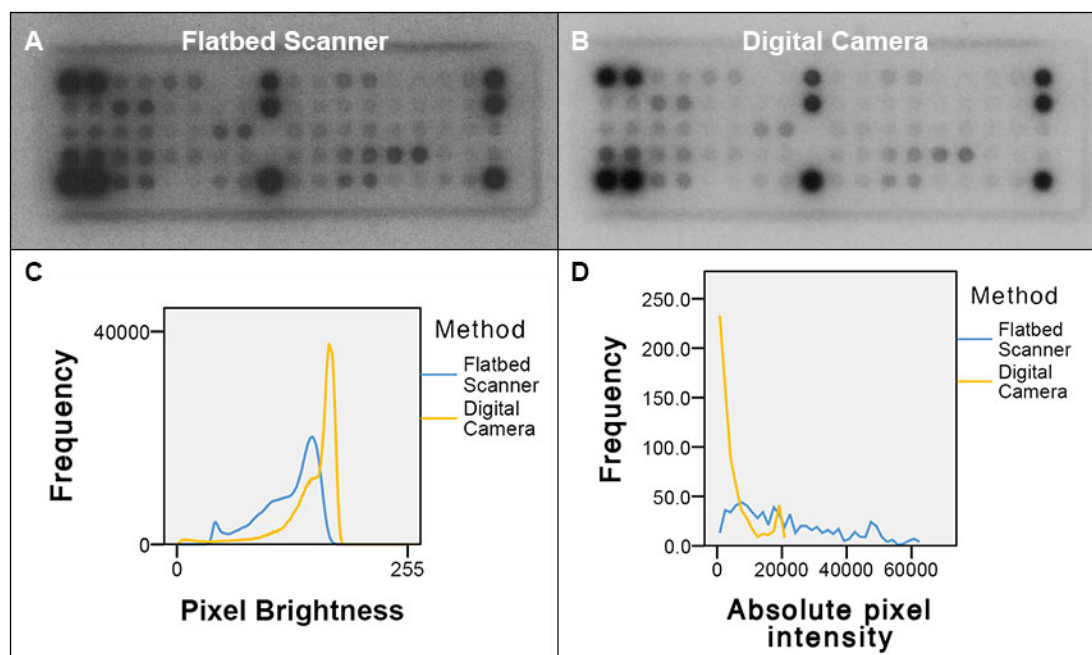 A
Flatbed Scanner
B
Digital Camera
C
40000
0
0
255
Frequency
Pixel Brightness
Method
Flatbed
Scanner
Digital
Camera
D
250.0
200.0
150.0
100.0
50.0
0.0
0
20000
40000
60000
Frequency
Absolute pixel
intensity
Method
Flatbed
Scanner
Digital
Camera